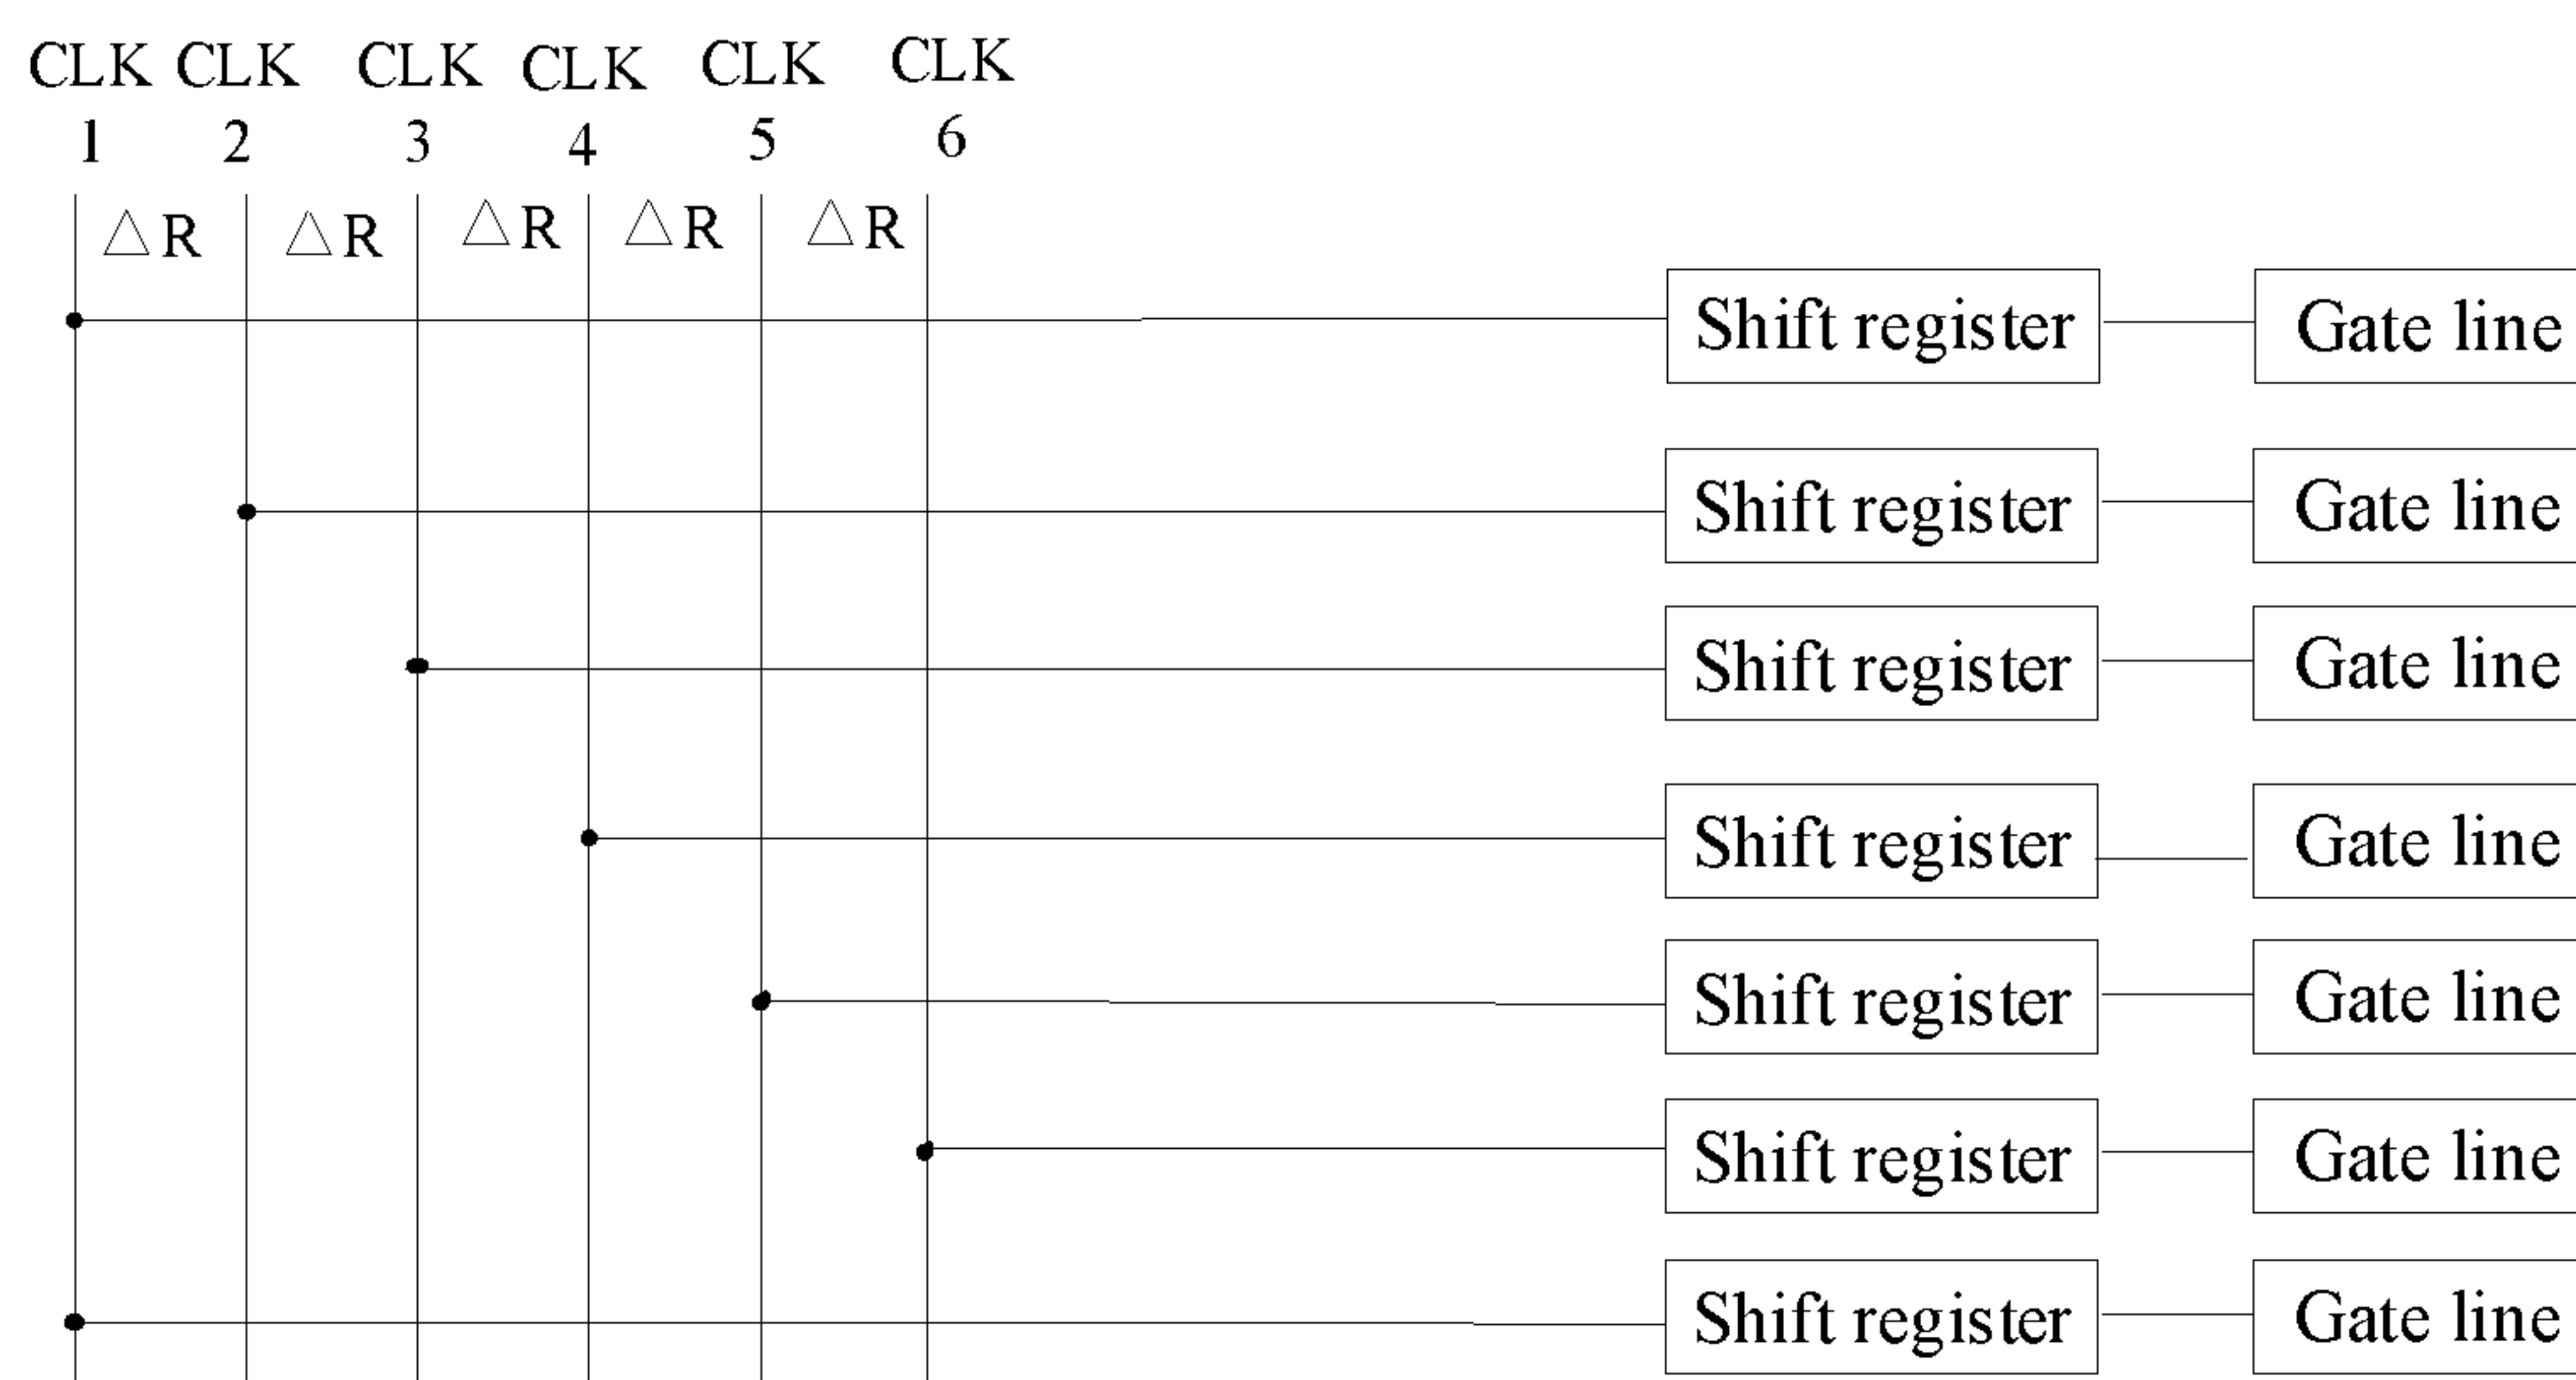 CLK CLK CLK CLK CLK CLK
1 2 3 4 5 6
△R △R △R △R △R
Shift register Gate line
Shift register Gate line
Shift register Gate line
Shift register Gate line
Shift register Gate line
Shift register Gate line
Shift register Gate line